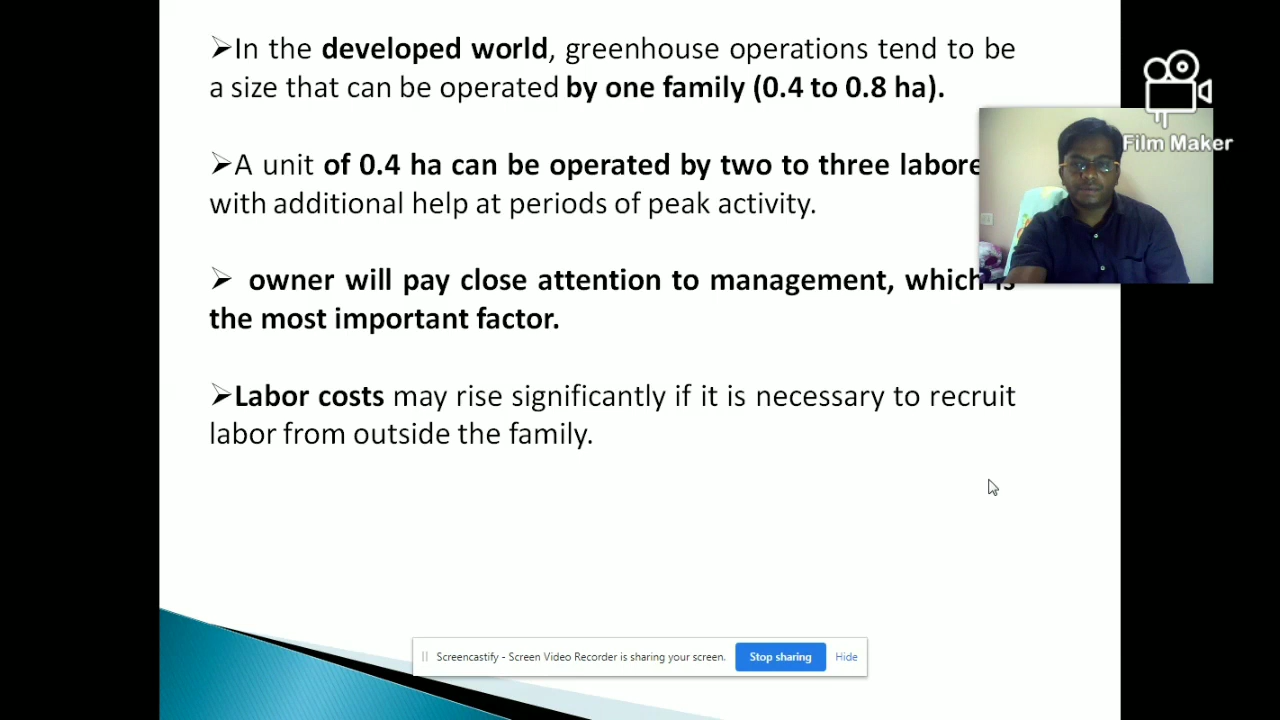 ➢In the developed world, greenhouse operations tend to be
a size that can be operated by one family (0.4 to 0.8 ha).
➢A unit of 0.4 ha can be operated by two to three
with additional help at periods of peak activity.
➢ owner will pay close attention to management, which is
the most important factor.
➢Labor costs may rise significantly if it is necessary to recruit
labor from outside the family.
Film Maker
Screencastify - Screen Video Recorder is sharing your screen. Stop sharing Hide